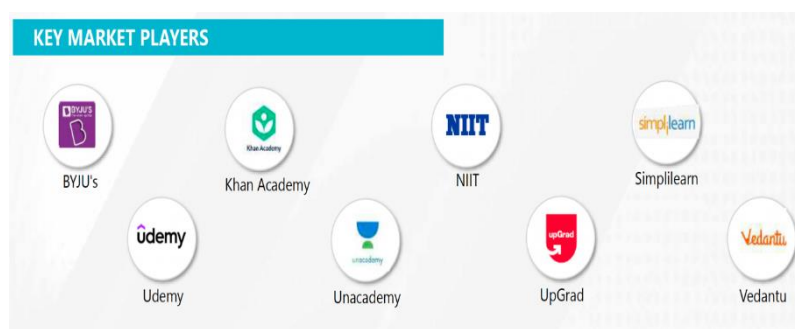 KEY MARKET PLAYERS
BYJU'S
B
BYJU's
Khan Academy
Khan Academy
NIIT
NIIT
simplilearn
Simplilearn
ûdemy
Udemy
unacademy
Unacademy
upGrad
UpGrad
Vedantu
Vedantu